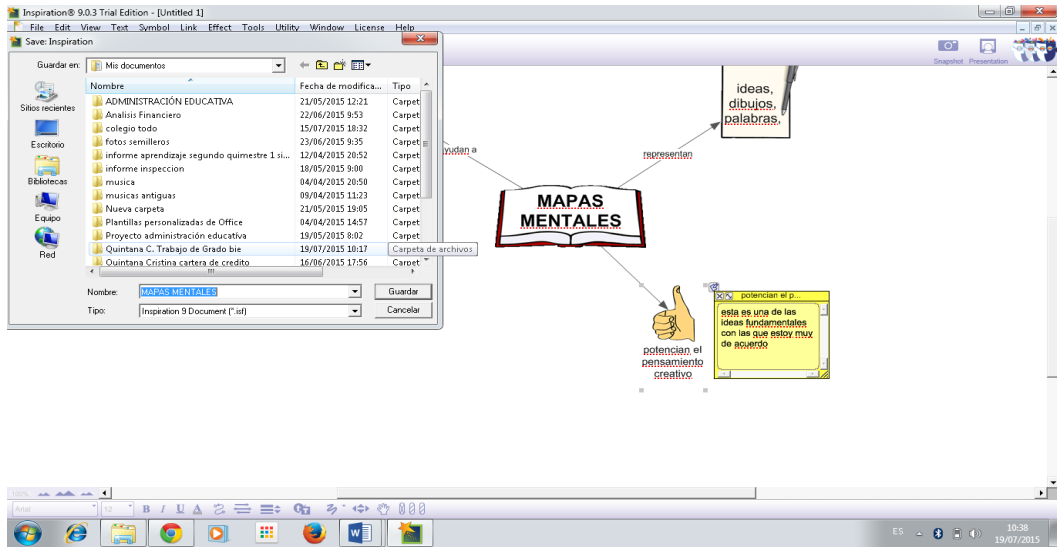 Inspiration® 9.0.3 Trial Edition - [Untitled 1]
File Edit View Text Symbol Link Effect Tools Utility Window License Help
Save: Inspiration
Guardar en: Mis documentos
Nombre Fecha de modifica... Tipo
ADMINISTRACIÓN EDUCATIVA 21/05/2015 12:21 Carpet
Analisis Financiero 22/06/2015 9:53 Carpet
colegio todo 15/07/2015 18:32 Carpet
fotos semilleros 23/06/2015 9:35 Carpet
informe aprendizaje segundo quimestre 1 si... 12/04/2015 20:52 Carpet
informe inspeccion 18/05/2015 9:00 Carpet
musica 04/04/2015 20:50 Carpet
musicas antiguas 09/04/2015 11:23 Carpet
Nueva carpeta 21/05/2015 19:05 Carpet
Plantillas personalizadas de Office 04/04/2015 14:57 Carpet
Proyecto administración educativa 19/05/2015 8:02 Carpet
Quintana C. Trabajo de Grado bie 19/07/2015 10:17 Carpeta de archivos
Quintana Cristina cartera de credito 16/06/2015 17:56 Carpet
Sitios recientes
Escritorio
Bibliotecas
Equipo
Red
Nombre: MAPAS MENTALES Guardar
Tipo: Inspiration 9 Document (*.isf) Cancelar
Snapshot Presentation
ideas,
dibujos,
palabras,
yudan a
representan
MAPAS
MENTALES
potencian el
pensamiento
creativo
potencian el p...
esta es una de las
ideas fundamentales
con las que estoy muy
de acuerdo
100%
Arial 12 B I U A
ES 10:38
19/07/2015